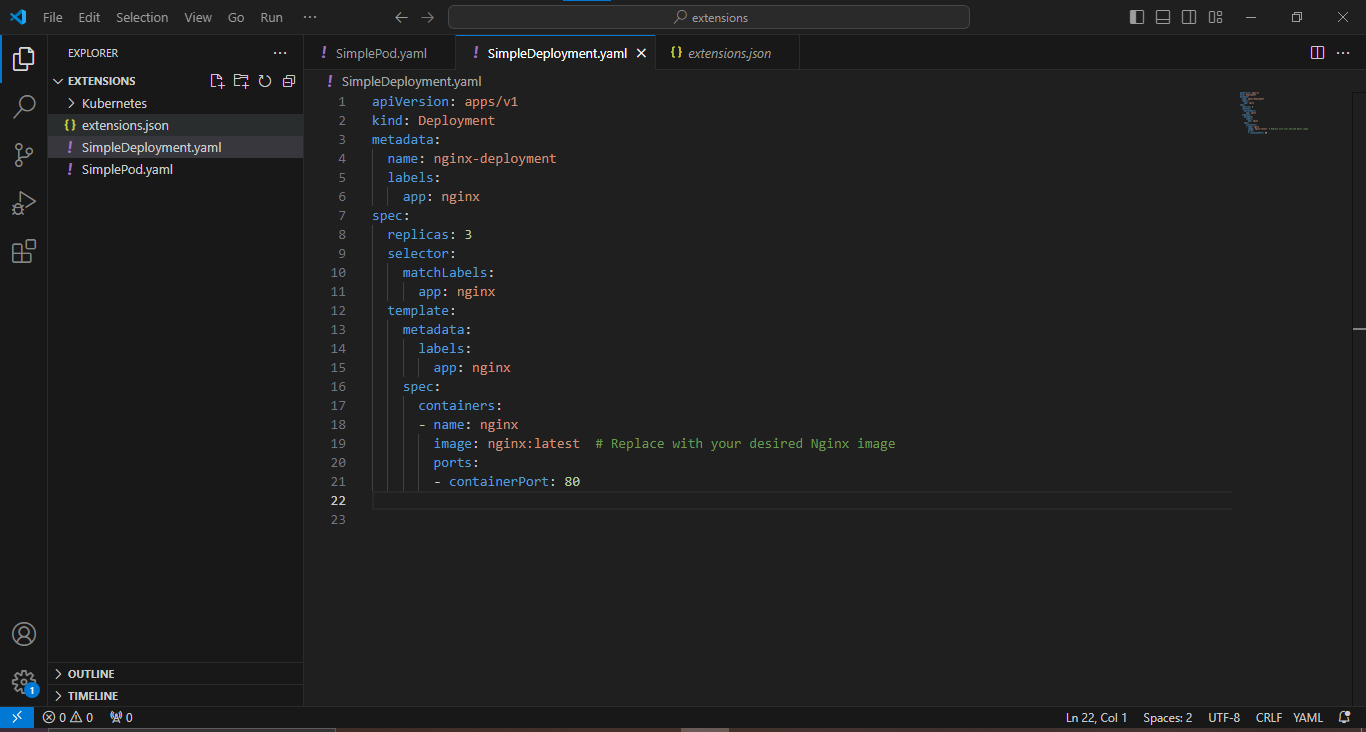 File Edit Selection View Go Run ···
extensions
EXPLORER ···
EXTENSIONS
Kubernetes
{} extensions.json
! SimpleDeployment.yaml
! SimplePod.yaml
OUTLINE
TIMELINE
! SimplePod.yaml ! SimpleDeployment.yaml {} extensions.json ···
! SimpleDeployment.yaml
1 apiVersion: apps/v1
2 kind: Deployment
3 metadata:
4   name: nginx-deployment
5   labels:
6     app: nginx
7 spec:
8   replicas: 3
9   selector:
10     matchLabels:
11       app: nginx
12   template:
13     metadata:
14       labels:
15         app: nginx
16     spec:
17       containers:
18       - name: nginx
19         image: nginx:latest  # Replace with your desired Nginx image
20         ports:
21         - containerPort: 80
22
23
1
0 0 0 Ln 22, Col 1 Spaces: 2 UTF-8 CRLF YAML